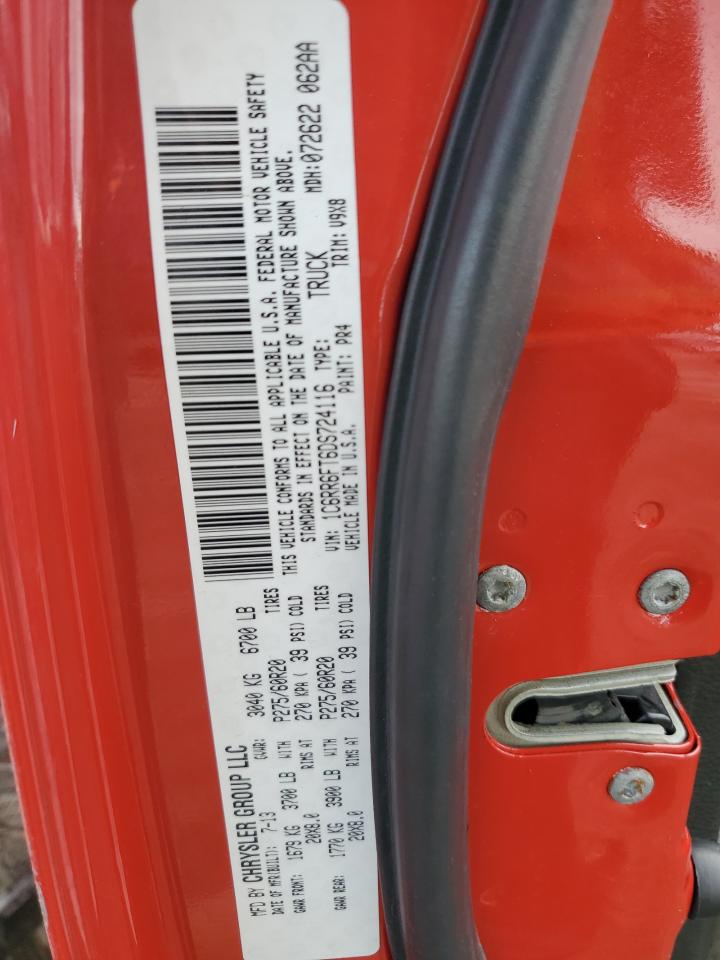 MFD BY CHRYSLER GROUP LLC
DATE OF MFR(BUILT): 7-13 GVWR: 3040 KG 6700 LB
GAWR FRONT: 1679 KG 3700 LB WITH P275/60R20 TIRES
20X8.0 RIMS AT 270 KPA ( 39 PSI) COLD
GAWR REAR: 1770 KG 3900 LB WITH P275/60R20 TIRES
20X8.0 RIMS AT 270 KPA ( 39 PSI) COLD
THIS VEHICLE CONFORMS TO ALL APPLICABLE U.S.A. FEDERAL MOTOR VEHICLE SAFETY
STANDARDS IN EFFECT ON THE DATE OF MANUFACTURE SHOWN ABOVE.
VIN: 1C6RR6FT6DS724116 TYPE: TRUCK MDH:072622 062AA
VEHICLE MADE IN U.S.A. PAINT: PR4 TRIM: V9X8